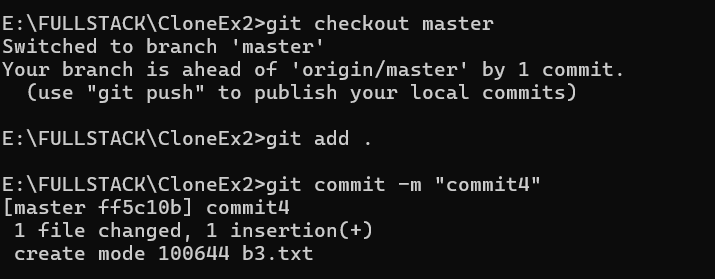 E:\FULLSTACK\CloneEx2>git checkout master
Switched to branch 'master'
Your branch is ahead of 'origin/master' by 1 commit.
  (use "git push" to publish your local commits)
E:\FULLSTACK\CloneEx2>git add .
E:\FULLSTACK\CloneEx2>git commit -m "commit4"
[master ff5c10b] commit4
 1 file changed, 1 insertion(+)
 create mode 100644 b3.txt